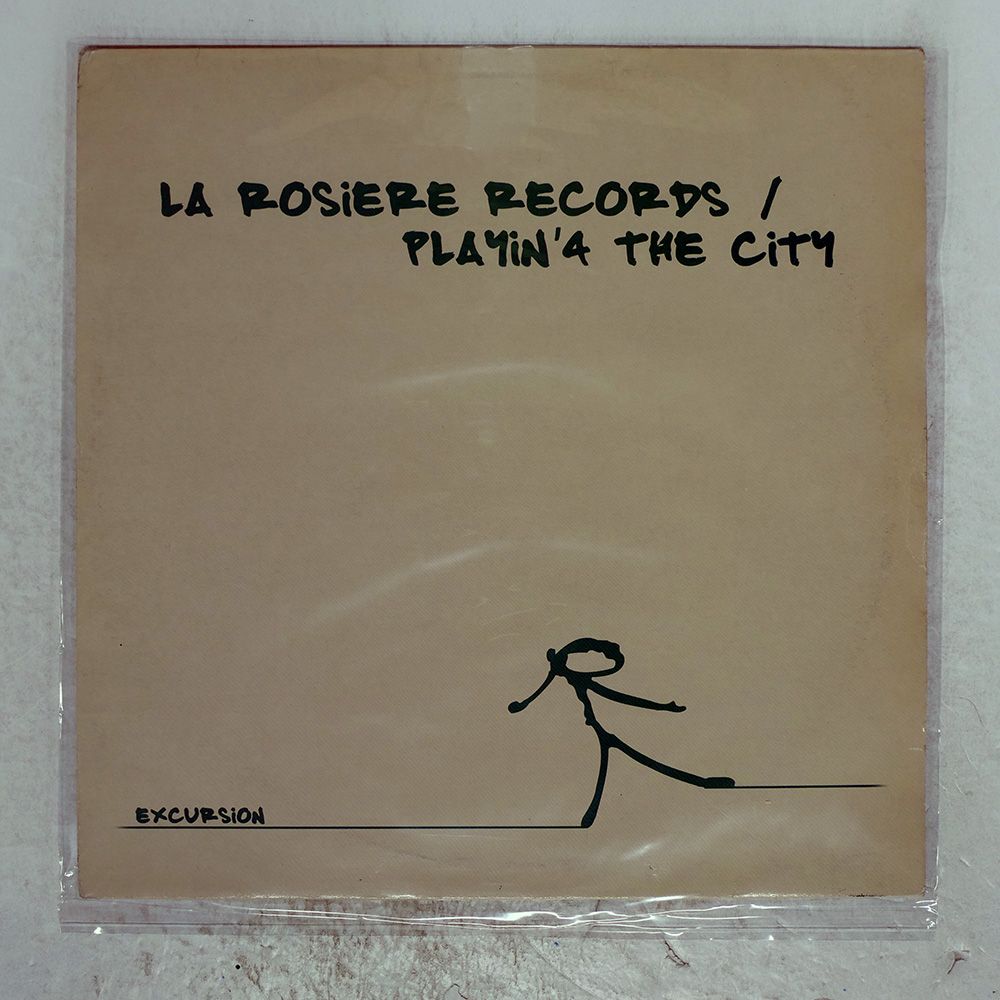 LA ROSiERE RECORDS /
PLAYiN'4 THE CiTY
EXCURSiON